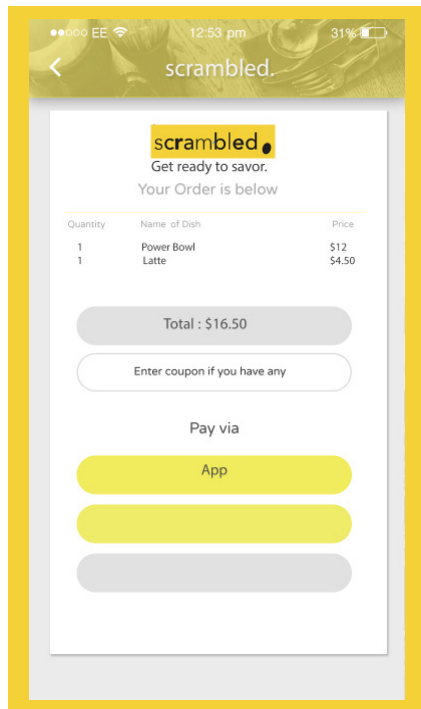 EE 12:53 pm 31%
scrambled.
scrambled
Get ready to savor.
Your Order is below
Quantity Name of Dish Price
1 Power Bowl $12
1 Latte $4.50
Total : $16.50
Enter coupon if you have any
Pay via
App